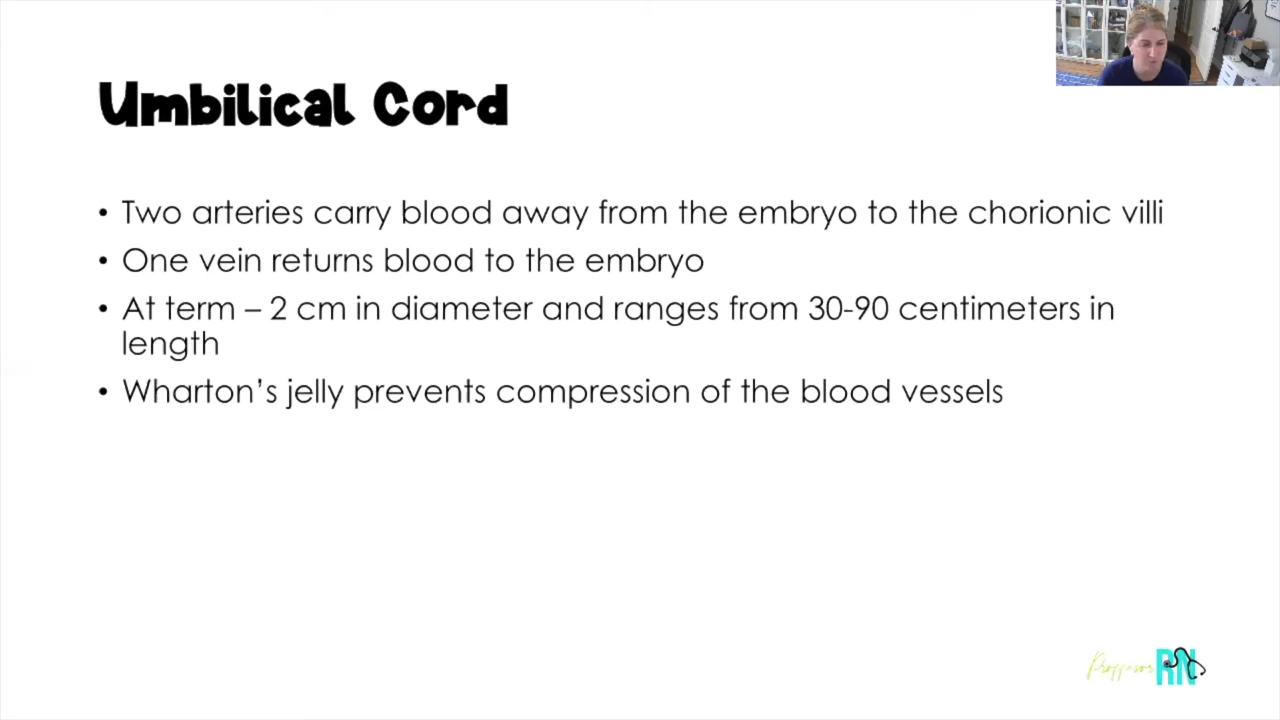 Umbilical Cord
• Two arteries carry blood away from the embryo to the chorionic villi
• One vein returns blood to the embryo
• At term – 2 cm in diameter and ranges from 30-90 centimeters in
length
• Wharton's jelly prevents compression of the blood vessels
Professor RN